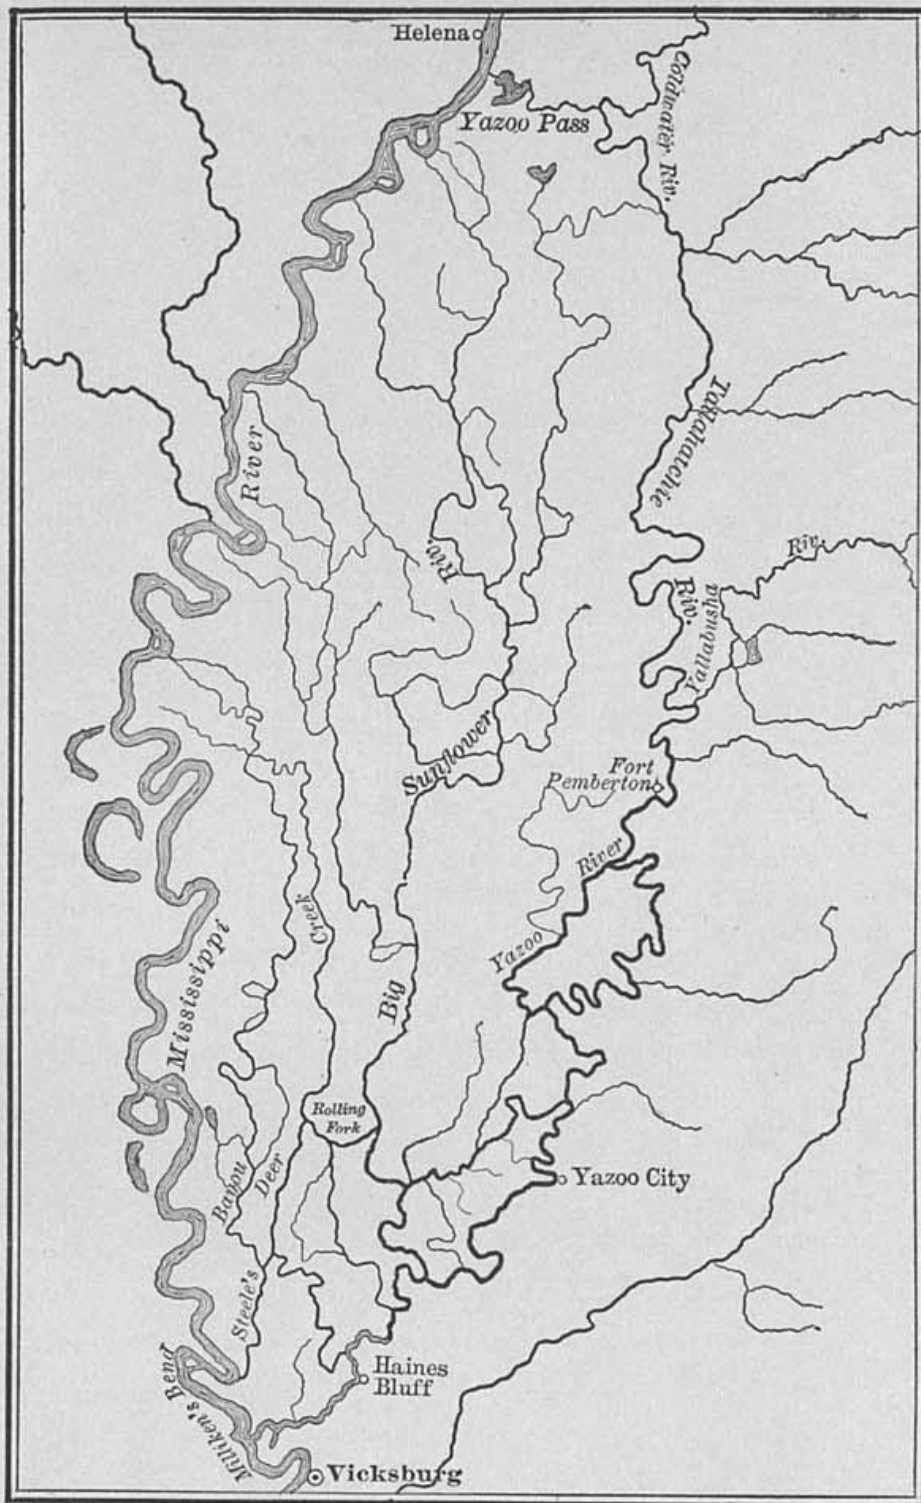 Helena
Coldwater Riv.
Yazoo Pass
Tallahatchie
Riv.
River
Riv.
Riv.
Yallabusha
Sunflower
Fort
Pemberton
River
Yazoo
Creek
Mississippi
Big
Rolling
Fork
Deer
Bayou
Yazoo City
Steele's
Haines
Bluff
Milliken's Bend
Vicksburg